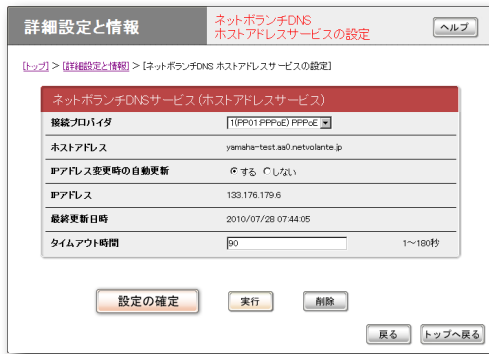 詳細設定と情報
ネットボランチDNS
ホストアドレスサービスの設定
ヘルプ
[トップ] > [詳細設定と情報] > [ネットボランチDNS ホストアドレスサービスの設定]
ネットボランチDNSサービス(ホストアドレスサービス)
接続プロバイダ 1(PP01:PPPoE) PPPoE
ホストアドレス yamaha-test.aa0.netvolante.jp
IPアドレス変更時の自動更新 する しない
IPアドレス 133.176.179.6
最終更新日時 2010/07/28 07:44:05
タイムアウト時間 90 1~180秒
設定の確定 実行 削除
戻る トップへ戻る